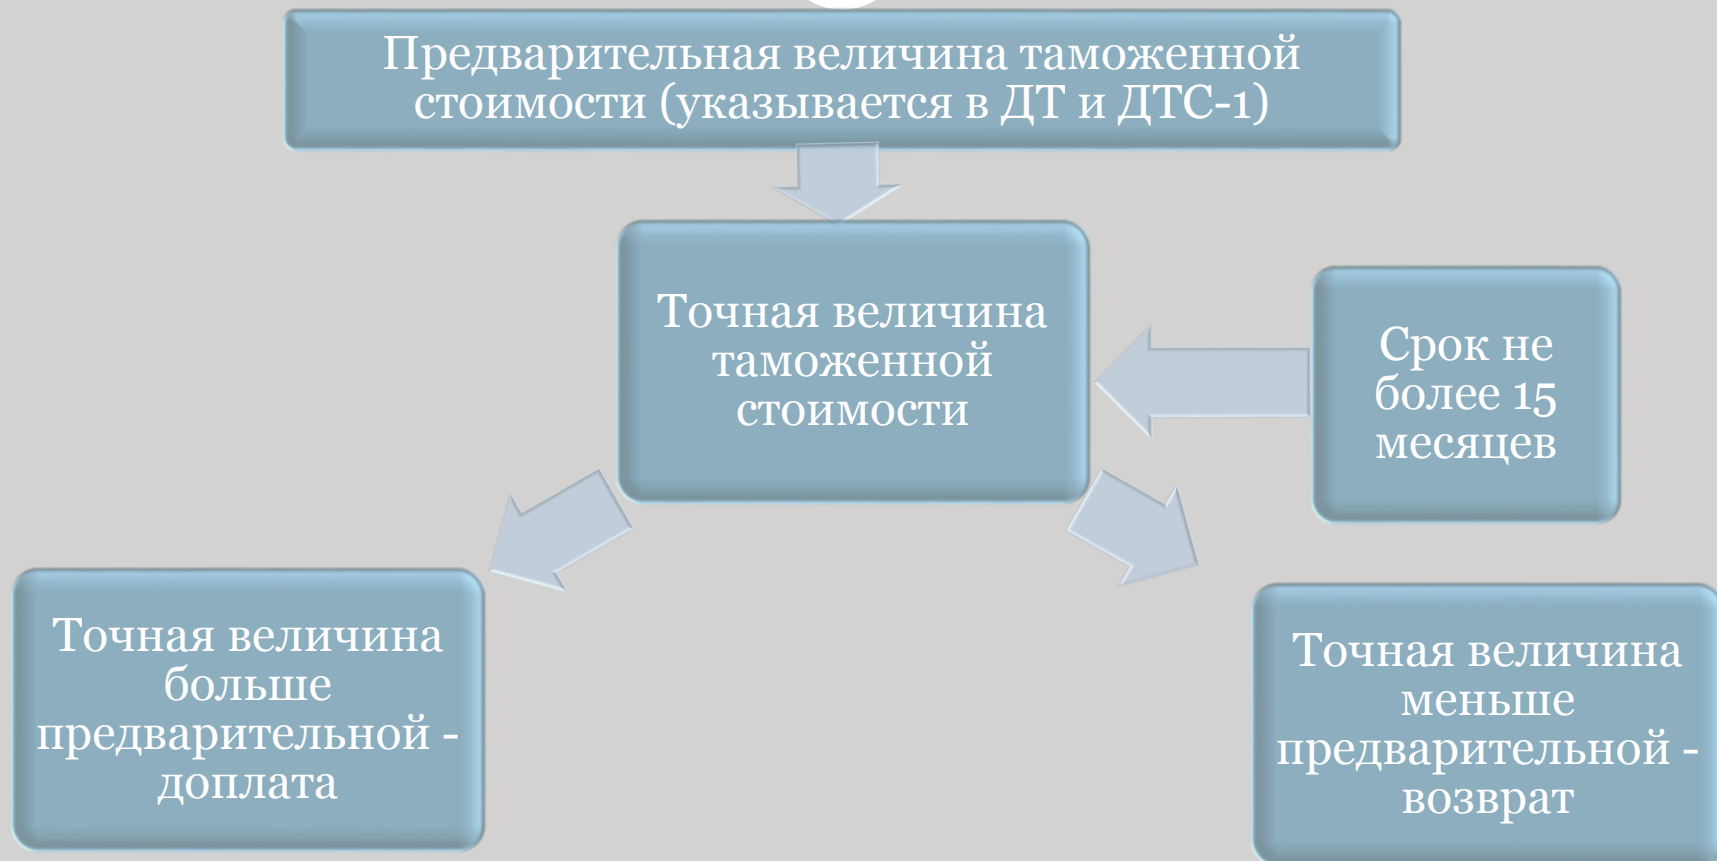 Предварительная величина таможенной
стоимости (указывается в ДТ и ДТС-1)
Точная величина
таможенной
стоимости
Срок не
более 15
месяцев
Точная величина
больше
предварительной -
доплата
Точная величина
меньше
предварительной -
возврат